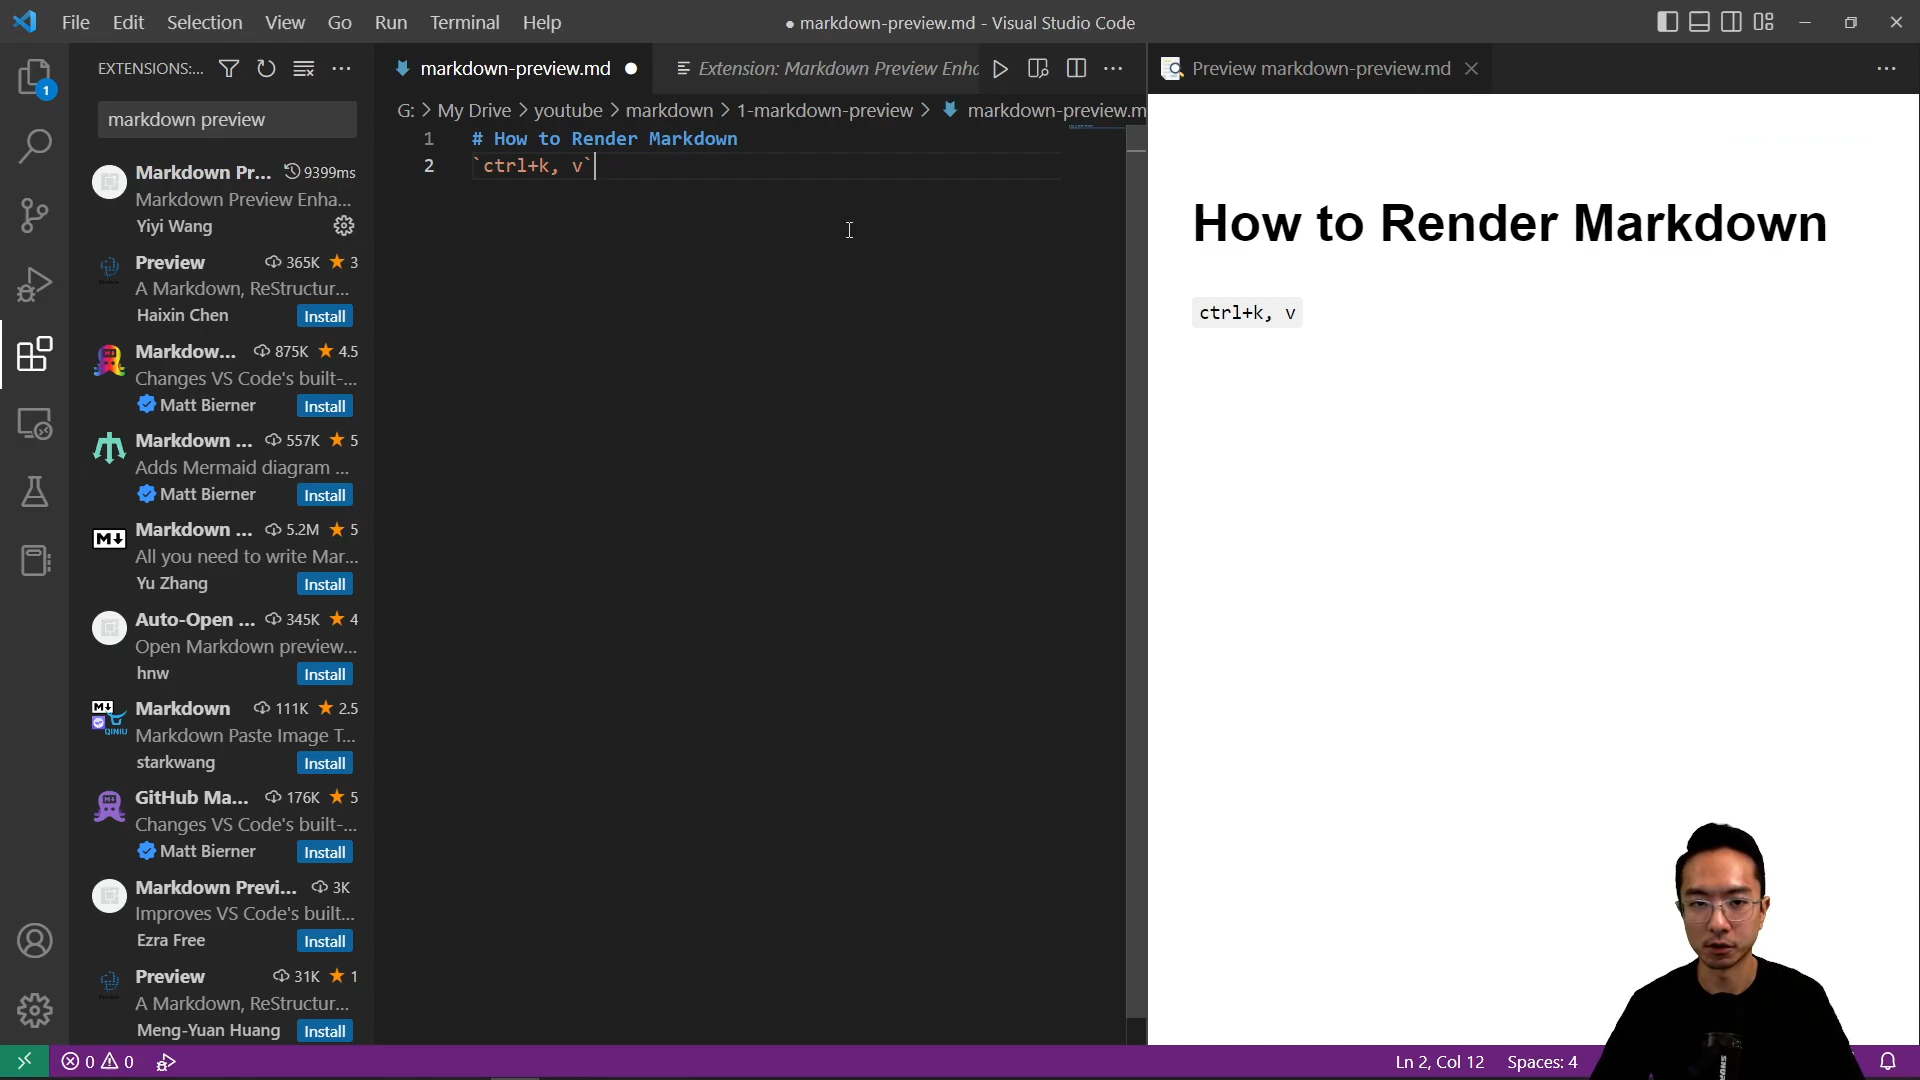 File Edit Selection View Go Run Terminal Help
● markdown-preview.md - Visual Studio Code
EXTENSIONS:...
markdown-preview.md
Extension: Markdown Preview Enh
Preview markdown-preview.md
G: > My Drive > youtube > markdown > 1-markdown-preview > markdown-preview.m
1
markdown preview
1 # How to Render Markdown
2 `ctrl+k, v`
Markdown Pr... 9399ms
Markdown Preview Enha...
Yiyi Wang
Preview 365K ★ 3
A Markdown, ReStructur...
Haixin Chen Install
Markdow... 875K ★ 4.5
Changes VS Code's built-...
Matt Bierner Install
Markdown ... 557K ★ 5
Adds Mermaid diagram ...
Matt Bierner Install
M↓
Markdown ... 5.2M ★ 5
All you need to write Mar...
Yu Zhang Install
Auto-Open ... 345K ★ 4
Open Markdown preview...
hnw Install
M↓
QINIU
Markdown 111K ★ 2.5
Markdown Paste Image T...
starkwang Install
GitHub Ma... 176K ★ 5
Changes VS Code's built-...
Matt Bierner Install
Markdown Previ... 3K
Improves VS Code's built...
Ezra Free Install
Preview 31K ★ 1
A Markdown, ReStructur...
Meng-Yuan Huang Install
How to Render Markdown
ctrl+k, v
0 0
Ln 2, Col 12 Spaces: 4